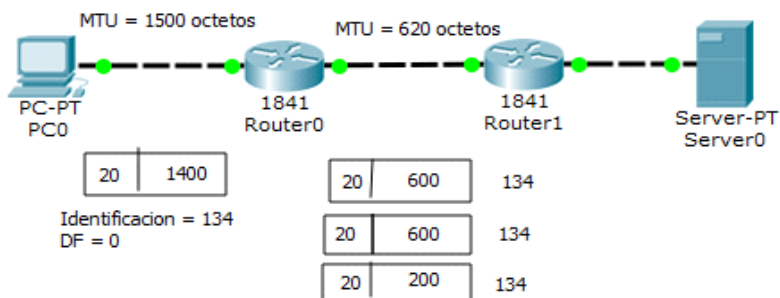 MTU = 1500 octetos
MTU = 620 octetos
PC-PT
PC0
1841
Router0
1841
Router1
Server-PT
Server0
20 1400
Identificacion = 134
DF = 0
20 600 134
20 600 134
20 200 134